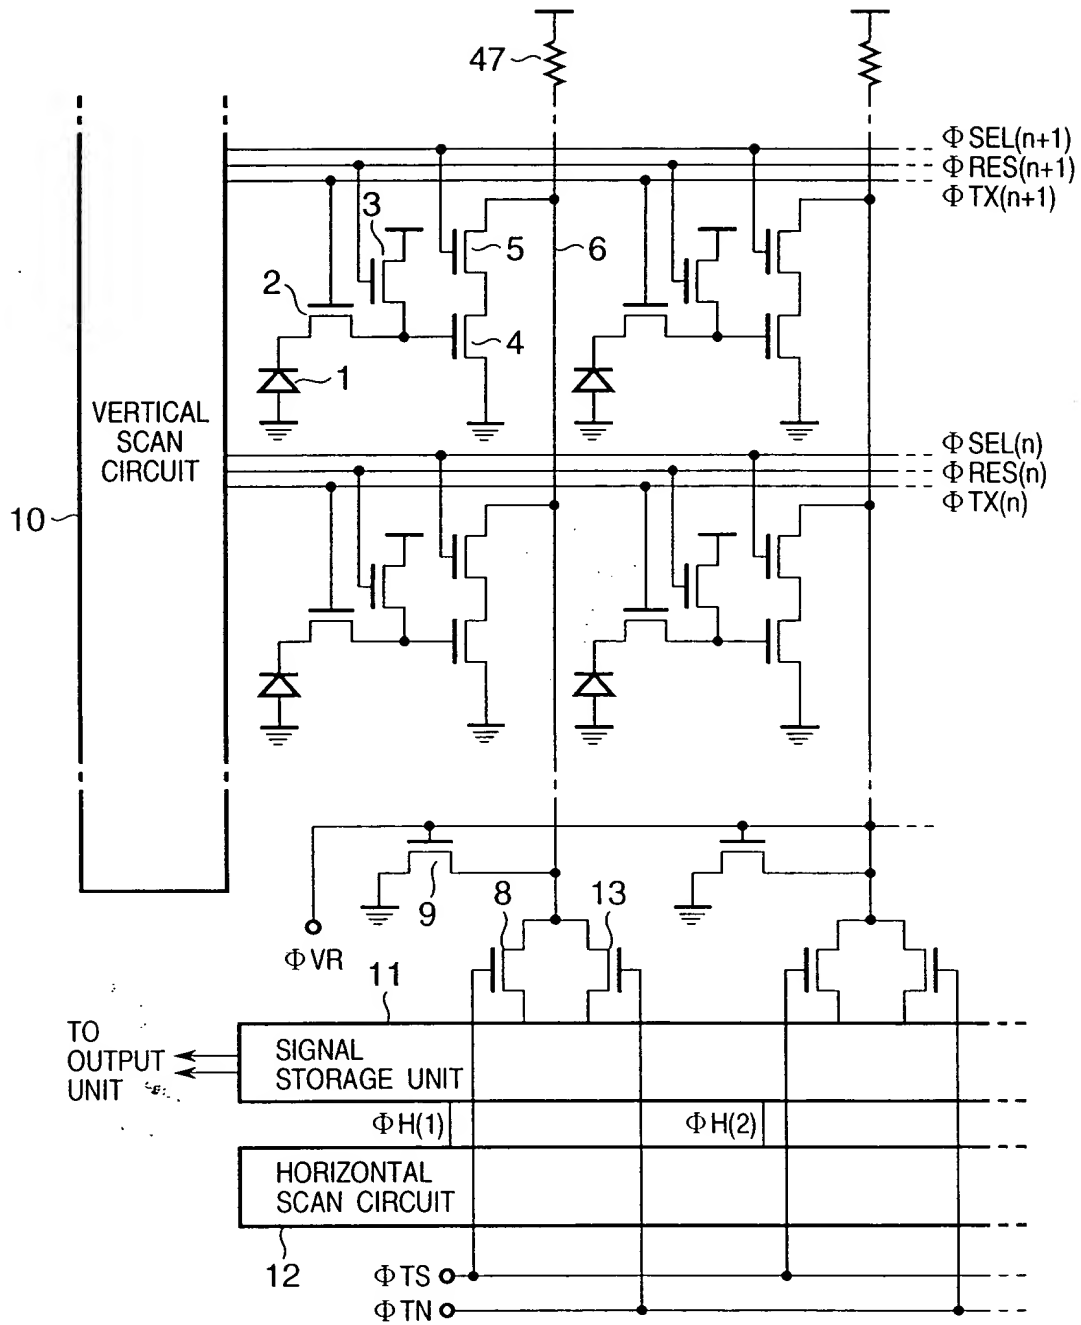 47
ΦSEL(n+1)
ΦRES(n+1)
ΦTX(n+1)
3
5
6
2
4
1
VERTICAL
SCAN
CIRCUIT
ΦSEL(n)
ΦRES(n)
ΦTX(n)
10
9
8
13
ΦVR
11
TO
OUTPUT
UNIT
SIGNAL
STORAGE UNIT
ΦH(1)
ΦH(2)
HORIZONTAL
SCAN CIRCUIT
12
ΦTS
ΦTN